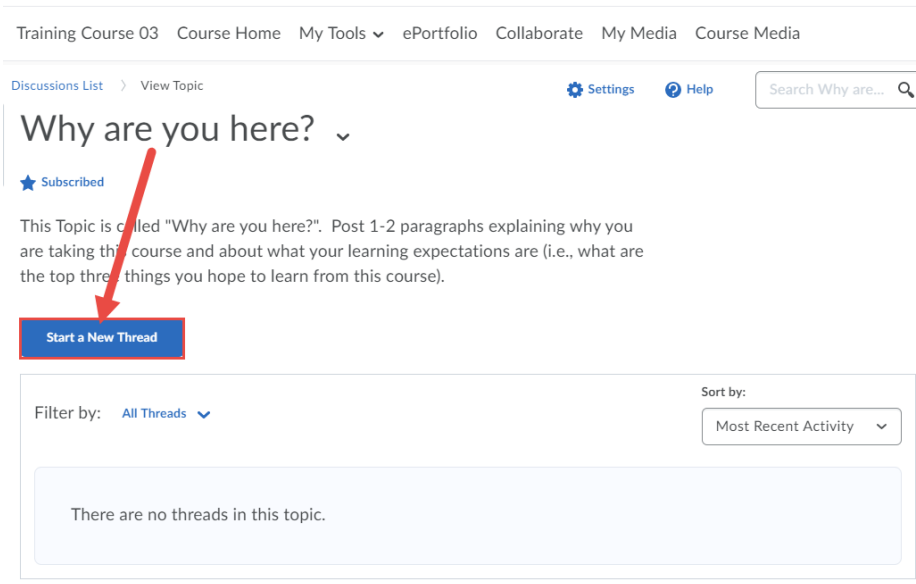 Training Course 03 Course Home My Tools ePortfolio Collaborate My Media Course Media
Discussions List View Topic
Settings Help Search Why are...
Why are you here?
Subscribed
This Topic is called "Why are you here?". Post 1-2 paragraphs explaining why you
are taking this course and about what your learning expectations are (i.e., what are
the top three things you hope to learn from this course).
Start a New Thread
Filter by: All Threads
Sort by:
Most Recent Activity
There are no threads in this topic.